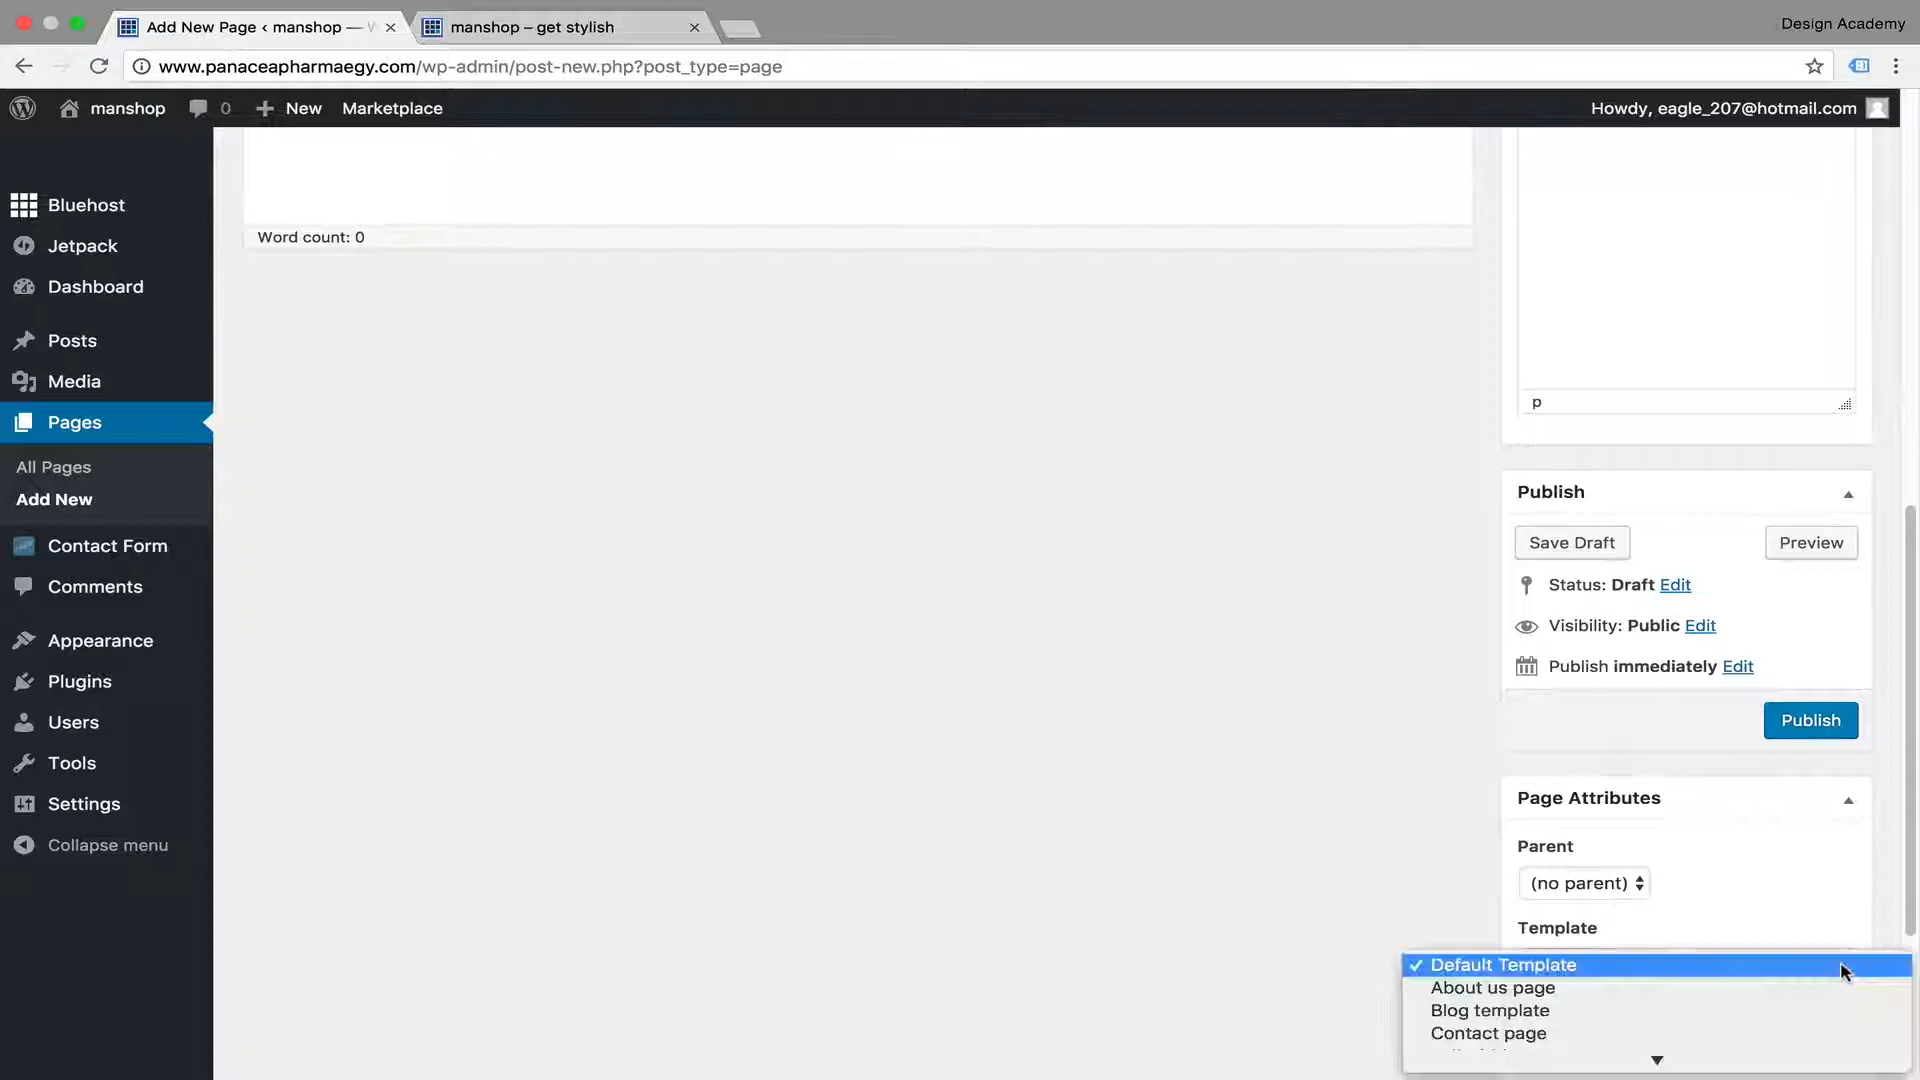 Design Academy
Add New Page ‹ manshop —
manshop – get stylish
www.panaceapharmaegy.com/wp-admin/post-new.php?post_type=page
manshop
0
New
Marketplace
Howdy, eagle_207@hotmail.com
Bluehost
Jetpack
Dashboard
Posts
Media
Pages
All Pages
Add New
Contact Form
Comments
Appearance
Plugins
Users
Tools
Settings
Collapse menu
Word count: 0
p
Publish
Save Draft
Preview
Status: Draft Edit
Visibility: Public Edit
Publish immediately Edit
Publish
Page Attributes
Parent
(no parent)
Template
Default Template
About us page
Blog template
Contact page